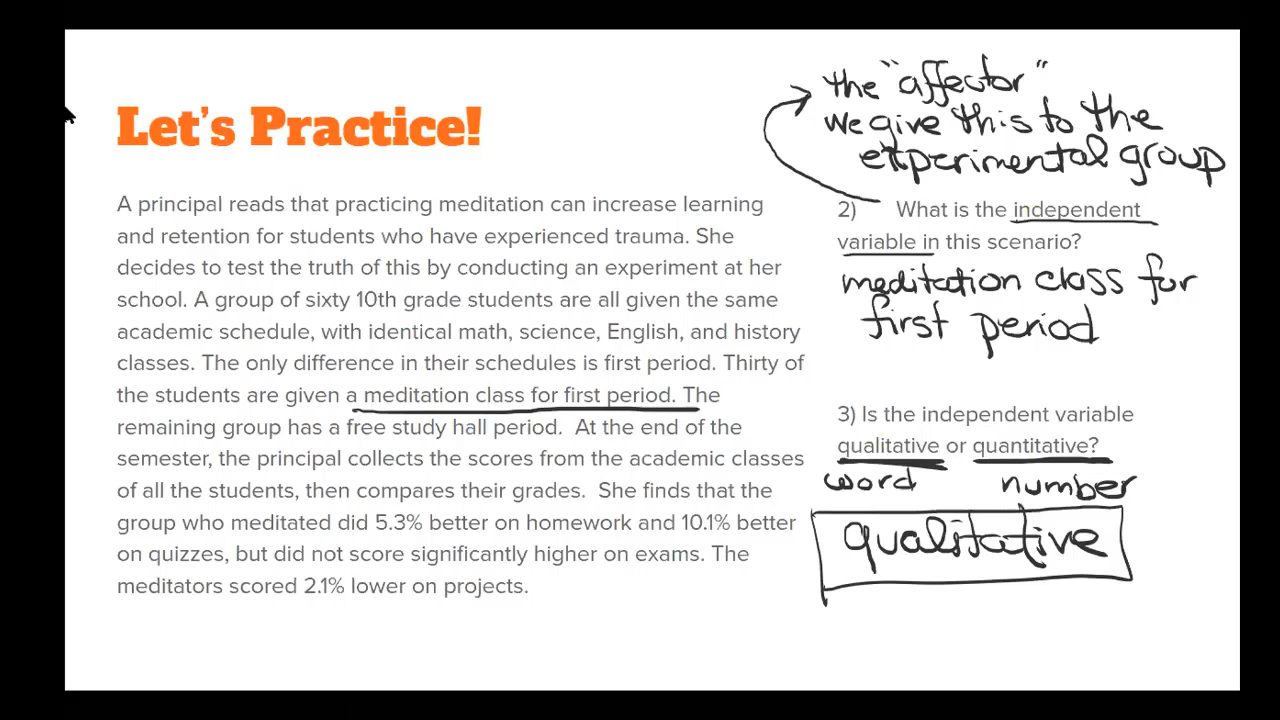 Let's Practice!
A principal reads that practicing meditation can increase learning
and retention for students who have experienced trauma. She
decides to test the truth of this by conducting an experiment at her
school. A group of sixty 10th grade students are all given the same
academic schedule, with identical math, science, English, and history
classes. The only difference in their schedules is first period. Thirty of
the students are given a meditation class for first period. The
remaining group has a free study hall period.  At the end of the
semester, the principal collects the scores from the academic classes
of all the students, then compares their grades.  She finds that the
group who meditated did 5.3% better on homework and 10.1% better
on quizzes, but did not score significantly higher on exams. The
meditators scored 2.1% lower on projects.
the "affector"
we give this to the
experimental group
2) What is the independent
variable in this scenario?
meditation class for
first period
3) Is the independent variable
qualitative or quantitative?
word number
qualitative